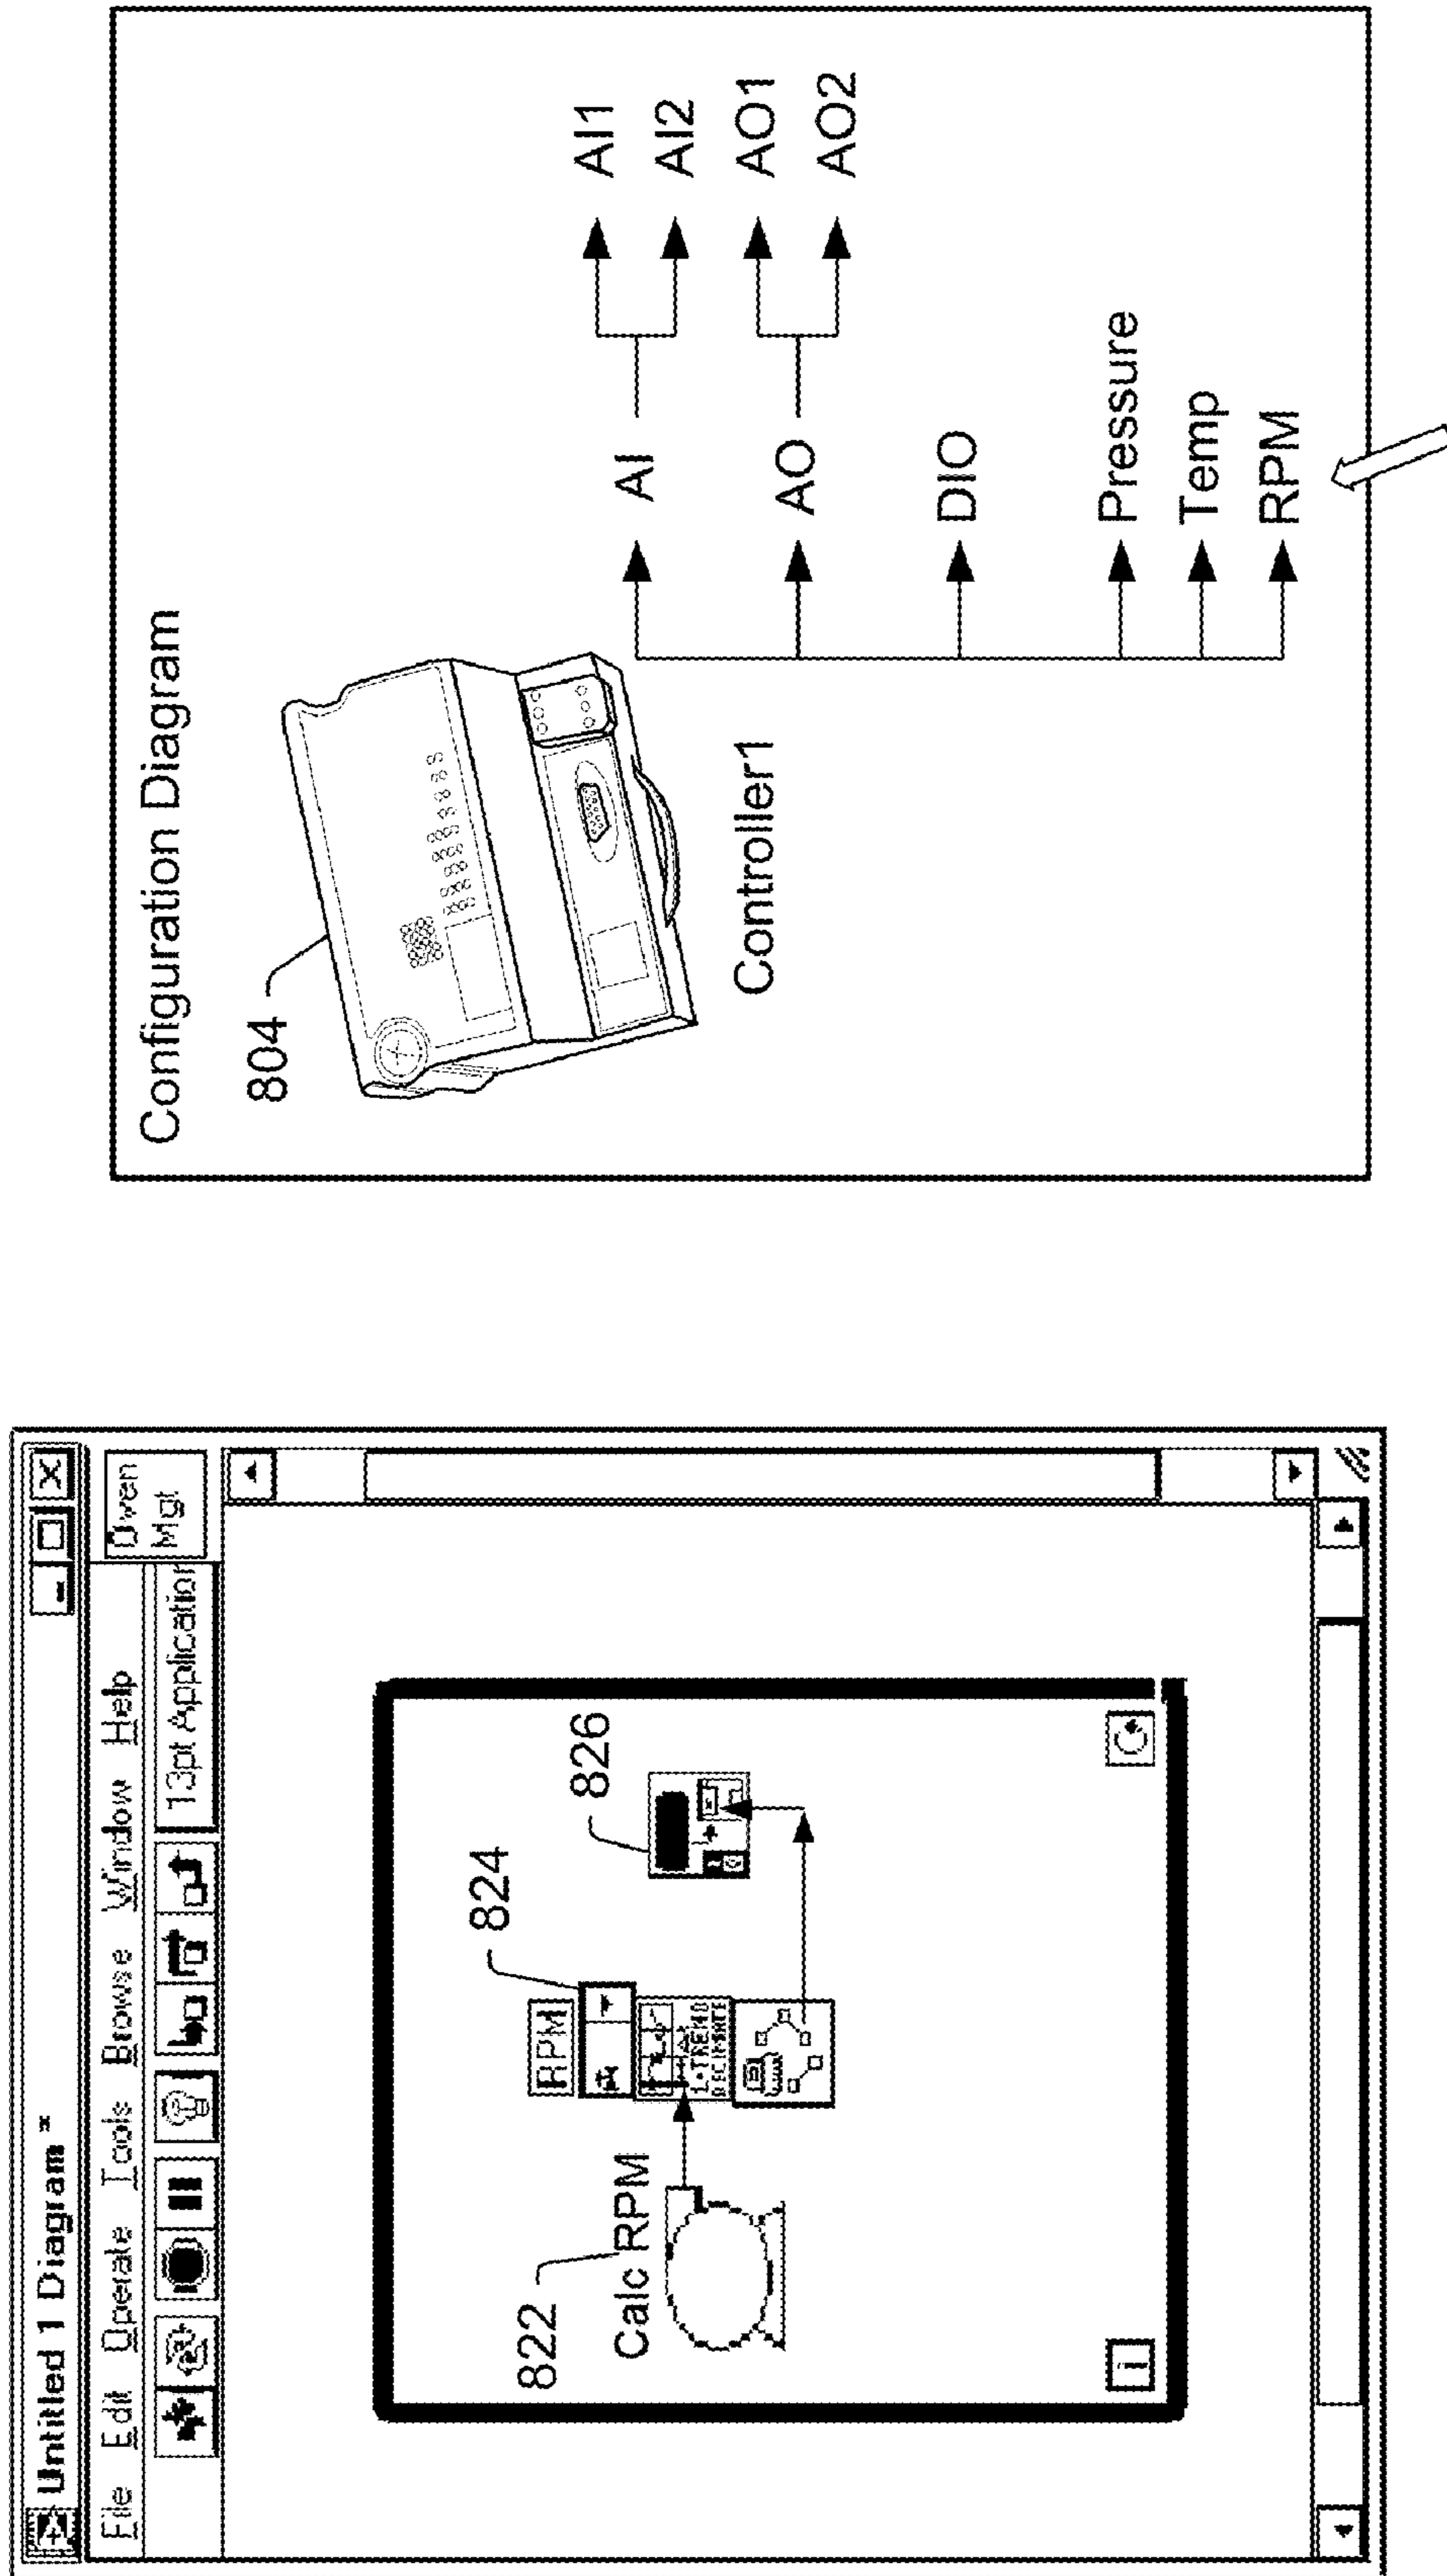 Untitled 1 Diagram *
File Edit Operate Tools Browse Window Help
13pt Application
Mgt
822
Calc RPM
RPM
824
826
i
Configuration Diagram
804
Controller1
AI
AI1
AI2
AO
AO1
AO2
DIO
Pressure
Temp
RPM